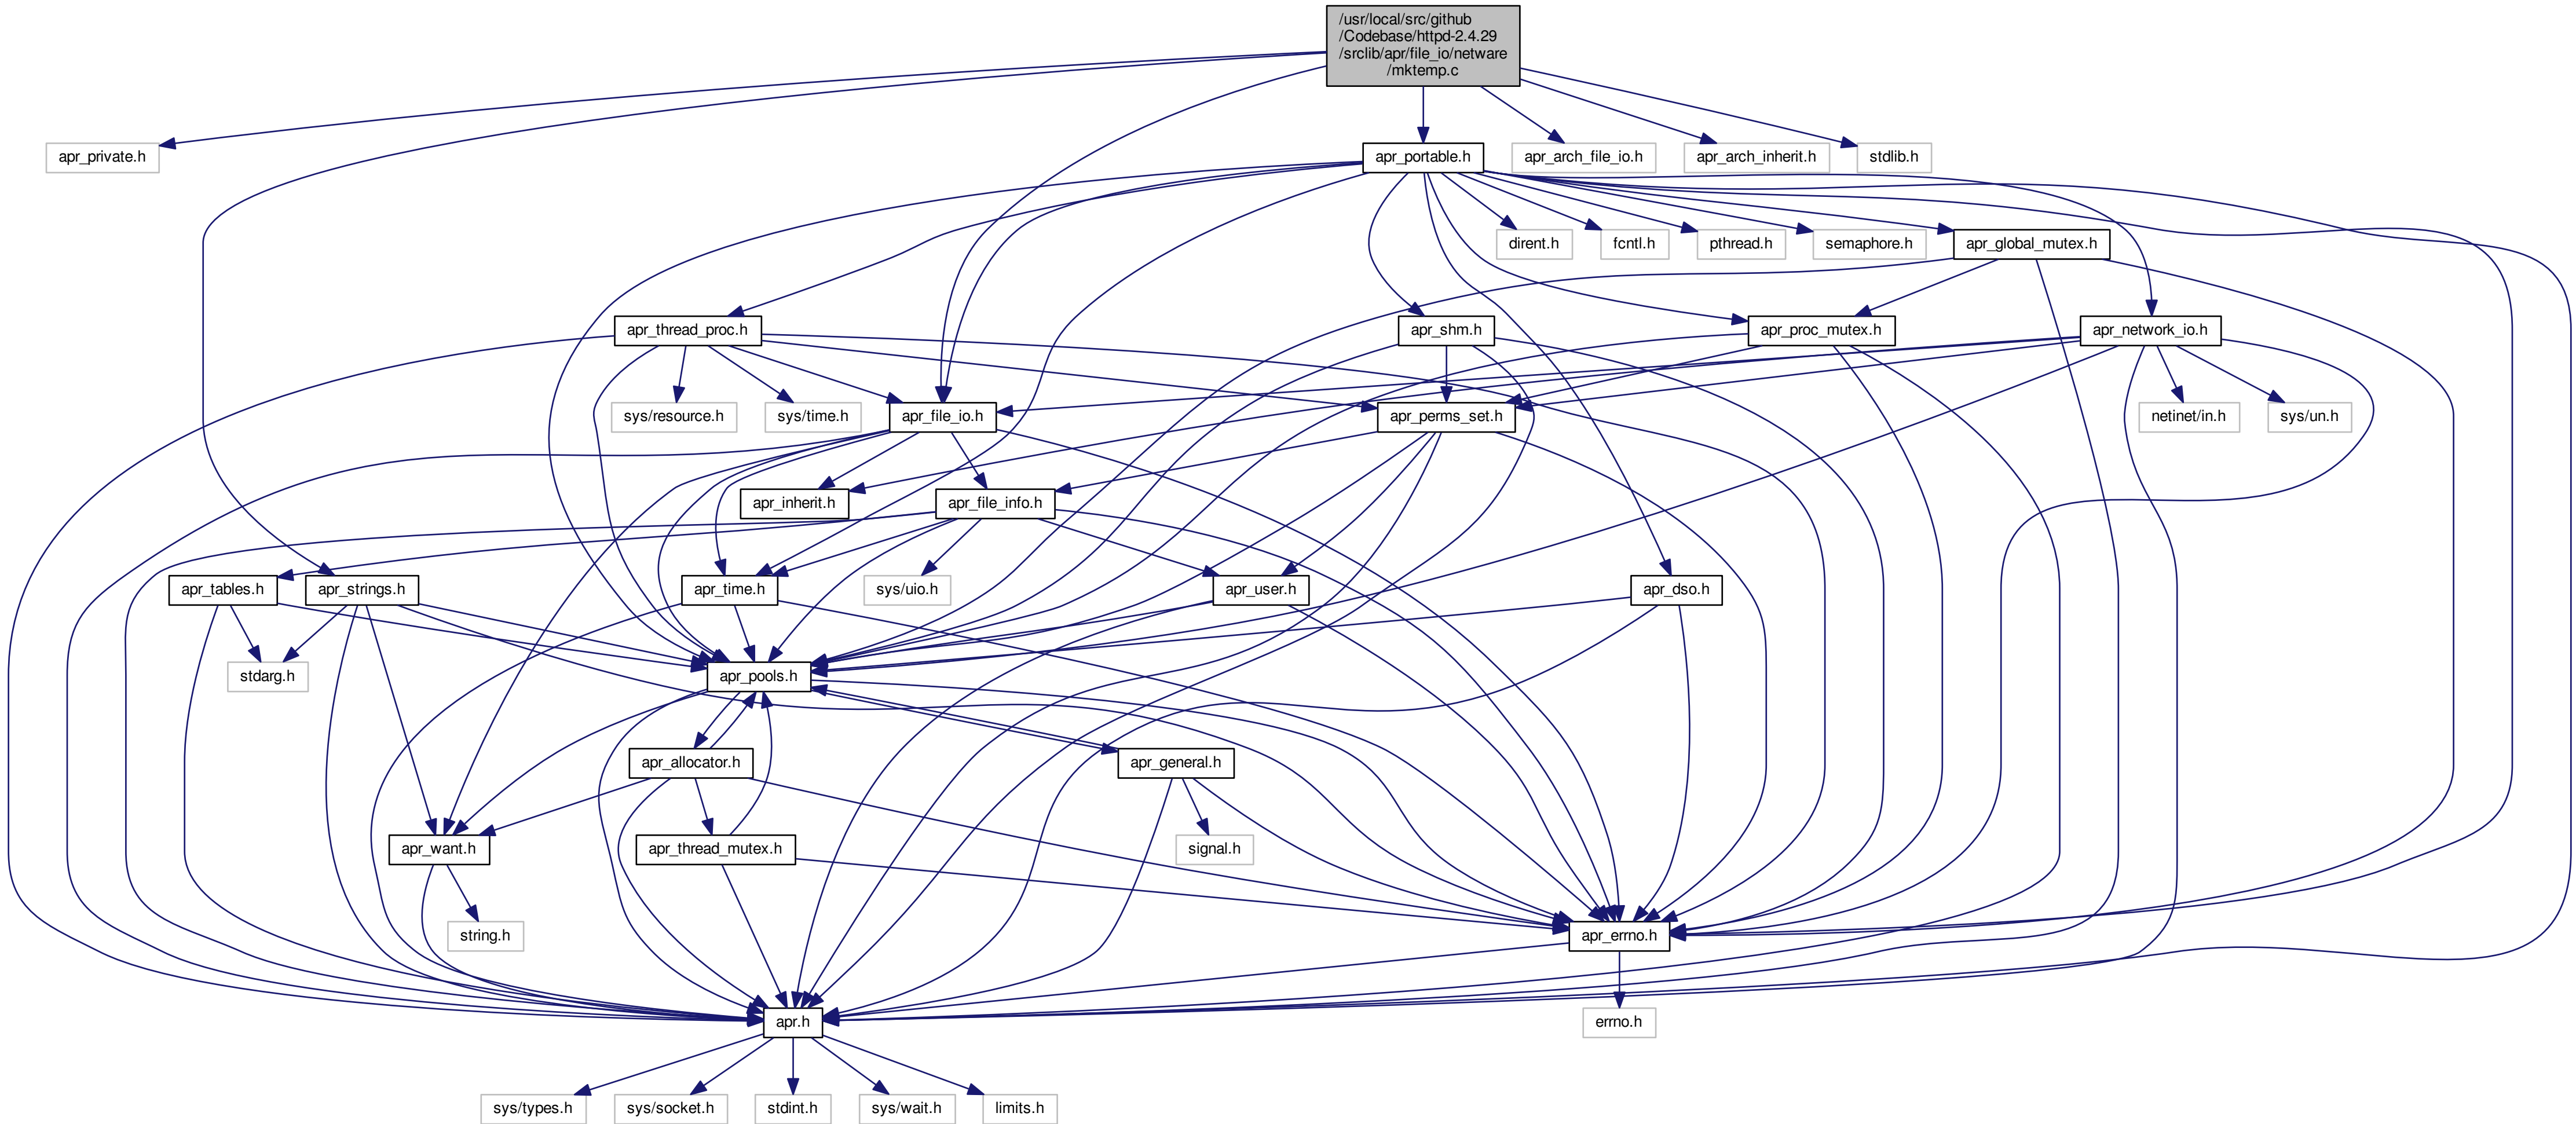 /usr/local/src/github
/Codebase/httpd-2.4.29
/srclib/apr/file_io/netware
/mktemp.c
apr_private.h
apr_portable.h
apr_arch_file_io.h
apr_arch_inherit.h
stdlib.h
dirent.h
fcntl.h
pthread.h
semaphore.h
apr_global_mutex.h
apr_thread_proc.h
apr_shm.h
apr_proc_mutex.h
apr_network_io.h
sys/resource.h
sys/time.h
apr_file_io.h
apr_perms_set.h
netinet/in.h
sys/un.h
apr_inherit.h
apr_file_info.h
apr_tables.h
apr_strings.h
apr_time.h
sys/uio.h
apr_user.h
apr_dso.h
stdarg.h
apr_pools.h
apr_allocator.h
apr_general.h
apr_want.h
apr_thread_mutex.h
signal.h
string.h
apr_errno.h
apr.h
errno.h
sys/types.h
sys/socket.h
stdint.h
sys/wait.h
limits.h